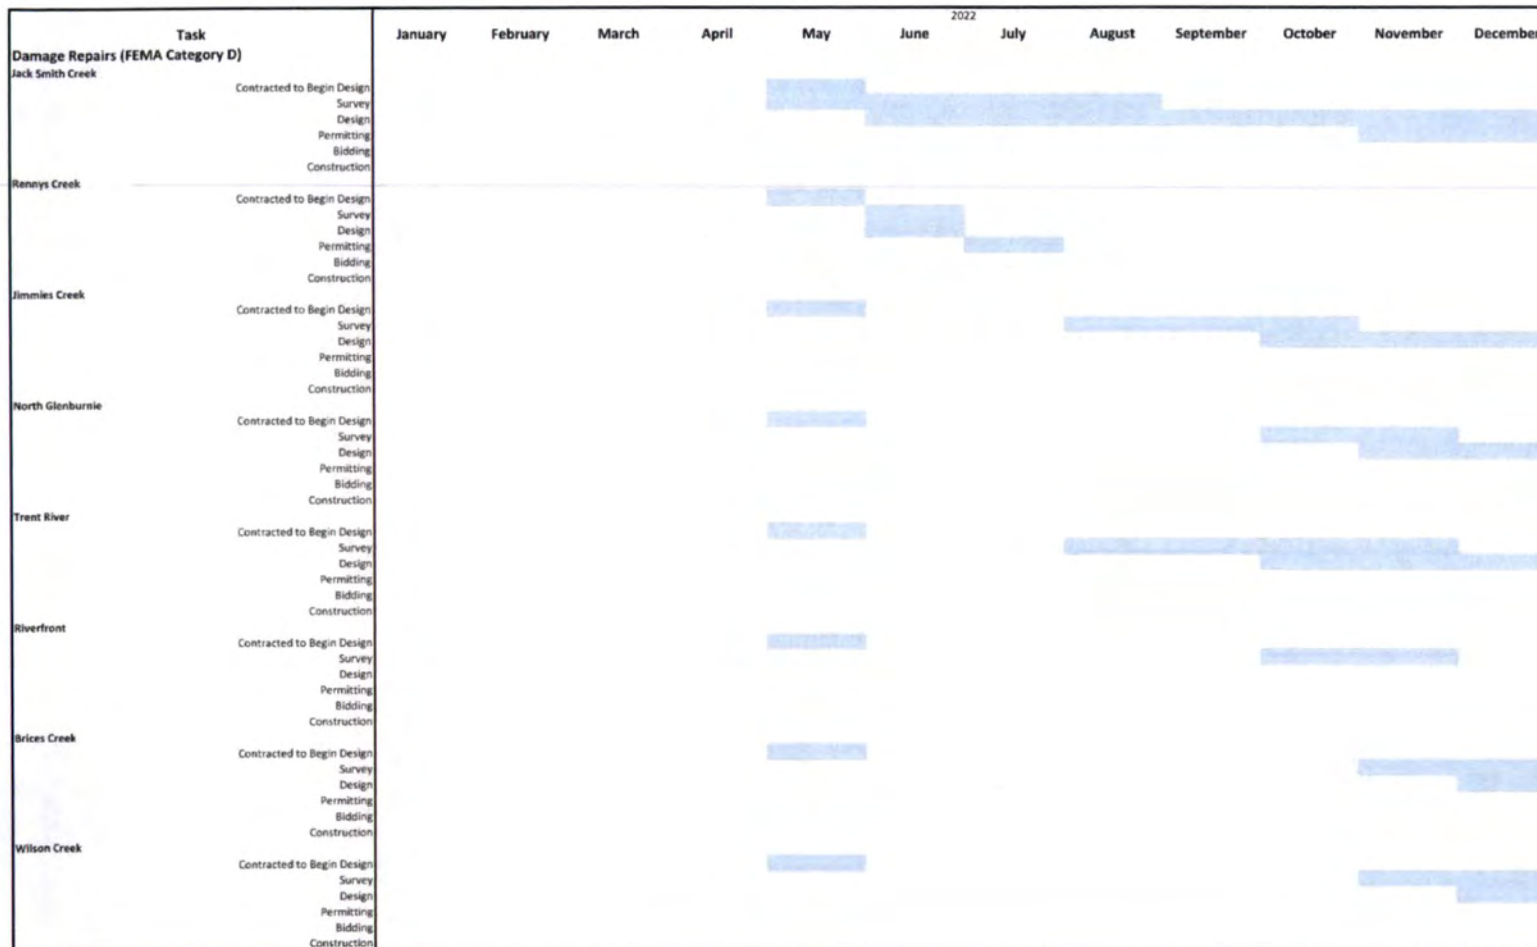 2022
Task January February March April May June July August September October November December
Damage Repairs (FEMA Category D)
Jack Smith Creek
Contracted to Begin Design
Survey
Design
Permitting
Bidding
Construction
Rennys Creek
Contracted to Begin Design
Survey
Design
Permitting
Bidding
Construction
Jimmies Creek
Contracted to Begin Design
Survey
Design
Permitting
Bidding
Construction
North Glenburnie
Contracted to Begin Design
Survey
Design
Permitting
Bidding
Construction
Trent River
Contracted to Begin Design
Survey
Design
Permitting
Bidding
Construction
Riverfront
Contracted to Begin Design
Survey
Design
Permitting
Bidding
Construction
Brices Creek
Contracted to Begin Design
Survey
Design
Permitting
Bidding
Construction
Wilson Creek
Contracted to Begin Design
Survey
Design
Permitting
Bidding
Construction